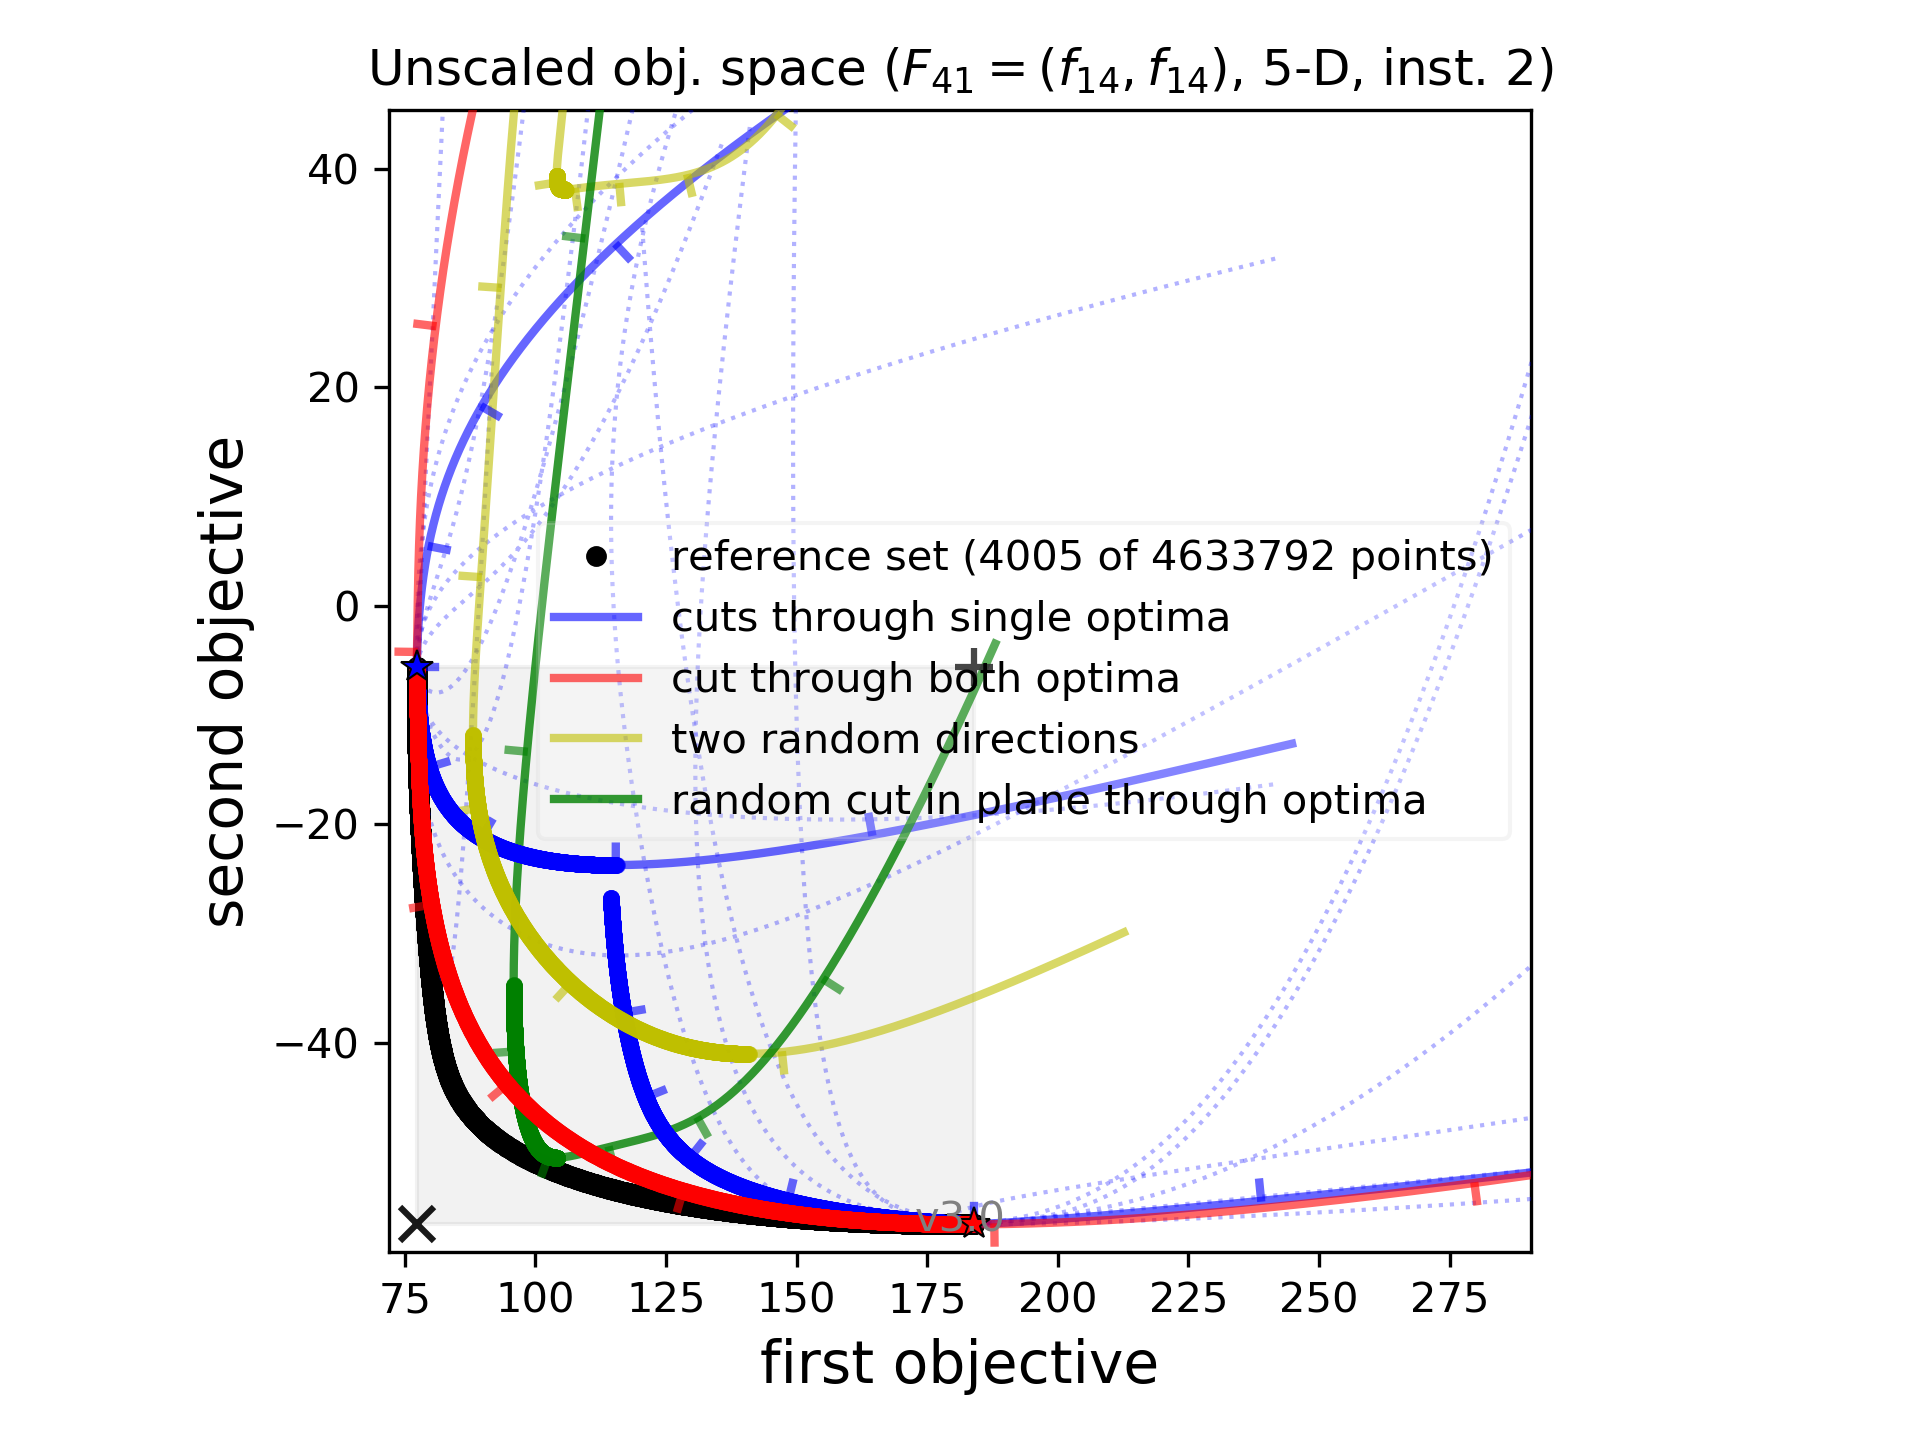 Unscaled obj. space (F₄₁ = (f₁₄, f₁₄), 5-D, inst. 2)
40
20
0
−20
−40
second objective
reference set (4005 of 4633792 points)
cuts through single optima
cut through both optima
two random directions
random cut in plane through optima
v3.0
75 100 125 150 175 200 225 250 275
first objective